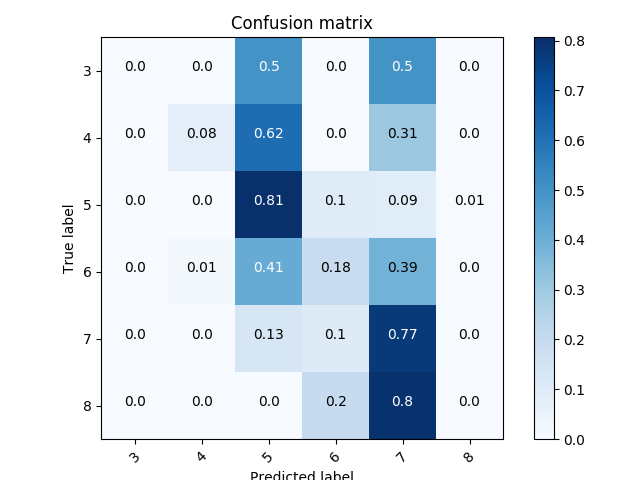 Confusion matrix
3 0.0 0.0 0.5 0.0 0.5 0.0
4 0.0 0.08 0.62 0.0 0.31 0.0
5 0.0 0.0 0.81 0.1 0.09 0.01
6 0.0 0.01 0.41 0.18 0.39 0.0
7 0.0 0.0 0.13 0.1 0.77 0.0
8 0.0 0.0 0.0 0.2 0.8 0.0
3 4 5 6 7 8
True label
Predicted label
0.8
0.7
0.6
0.5
0.4
0.3
0.2
0.1
0.0